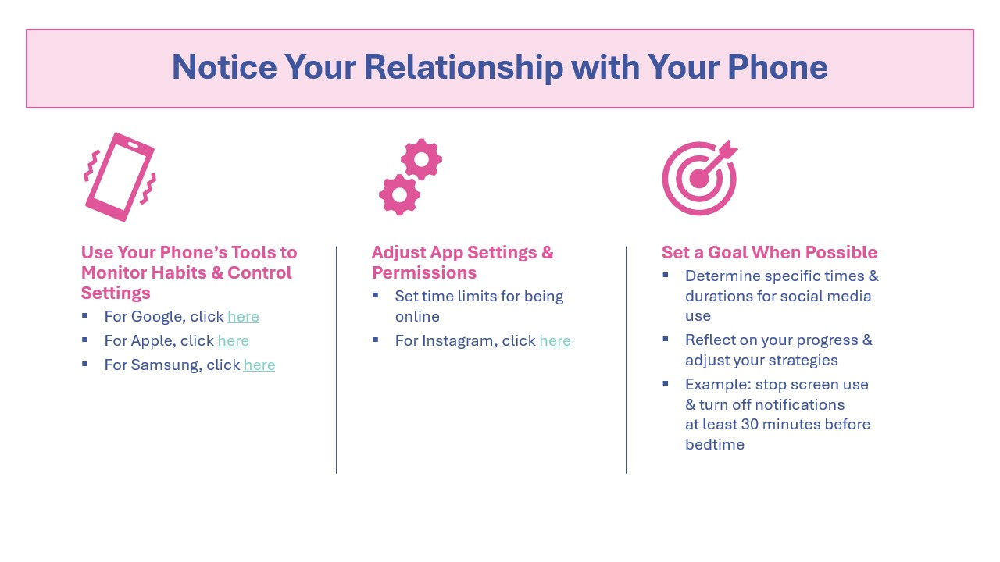 Notice Your Relationship with Your Phone
Use Your Phone’s Tools to
Monitor Habits & Control
Settings
▪ For Google, click here
▪ For Apple, click here
▪ For Samsung, click here
Adjust App Settings &
Permissions
▪ Set time limits for being
online
▪ For Instagram, click here
Set a Goal When Possible
▪ Determine specific times &
durations for social media
use
▪ Reflect on your progress &
adjust your strategies
▪ Example: stop screen use
& turn off notifications
at least 30 minutes before
bedtime